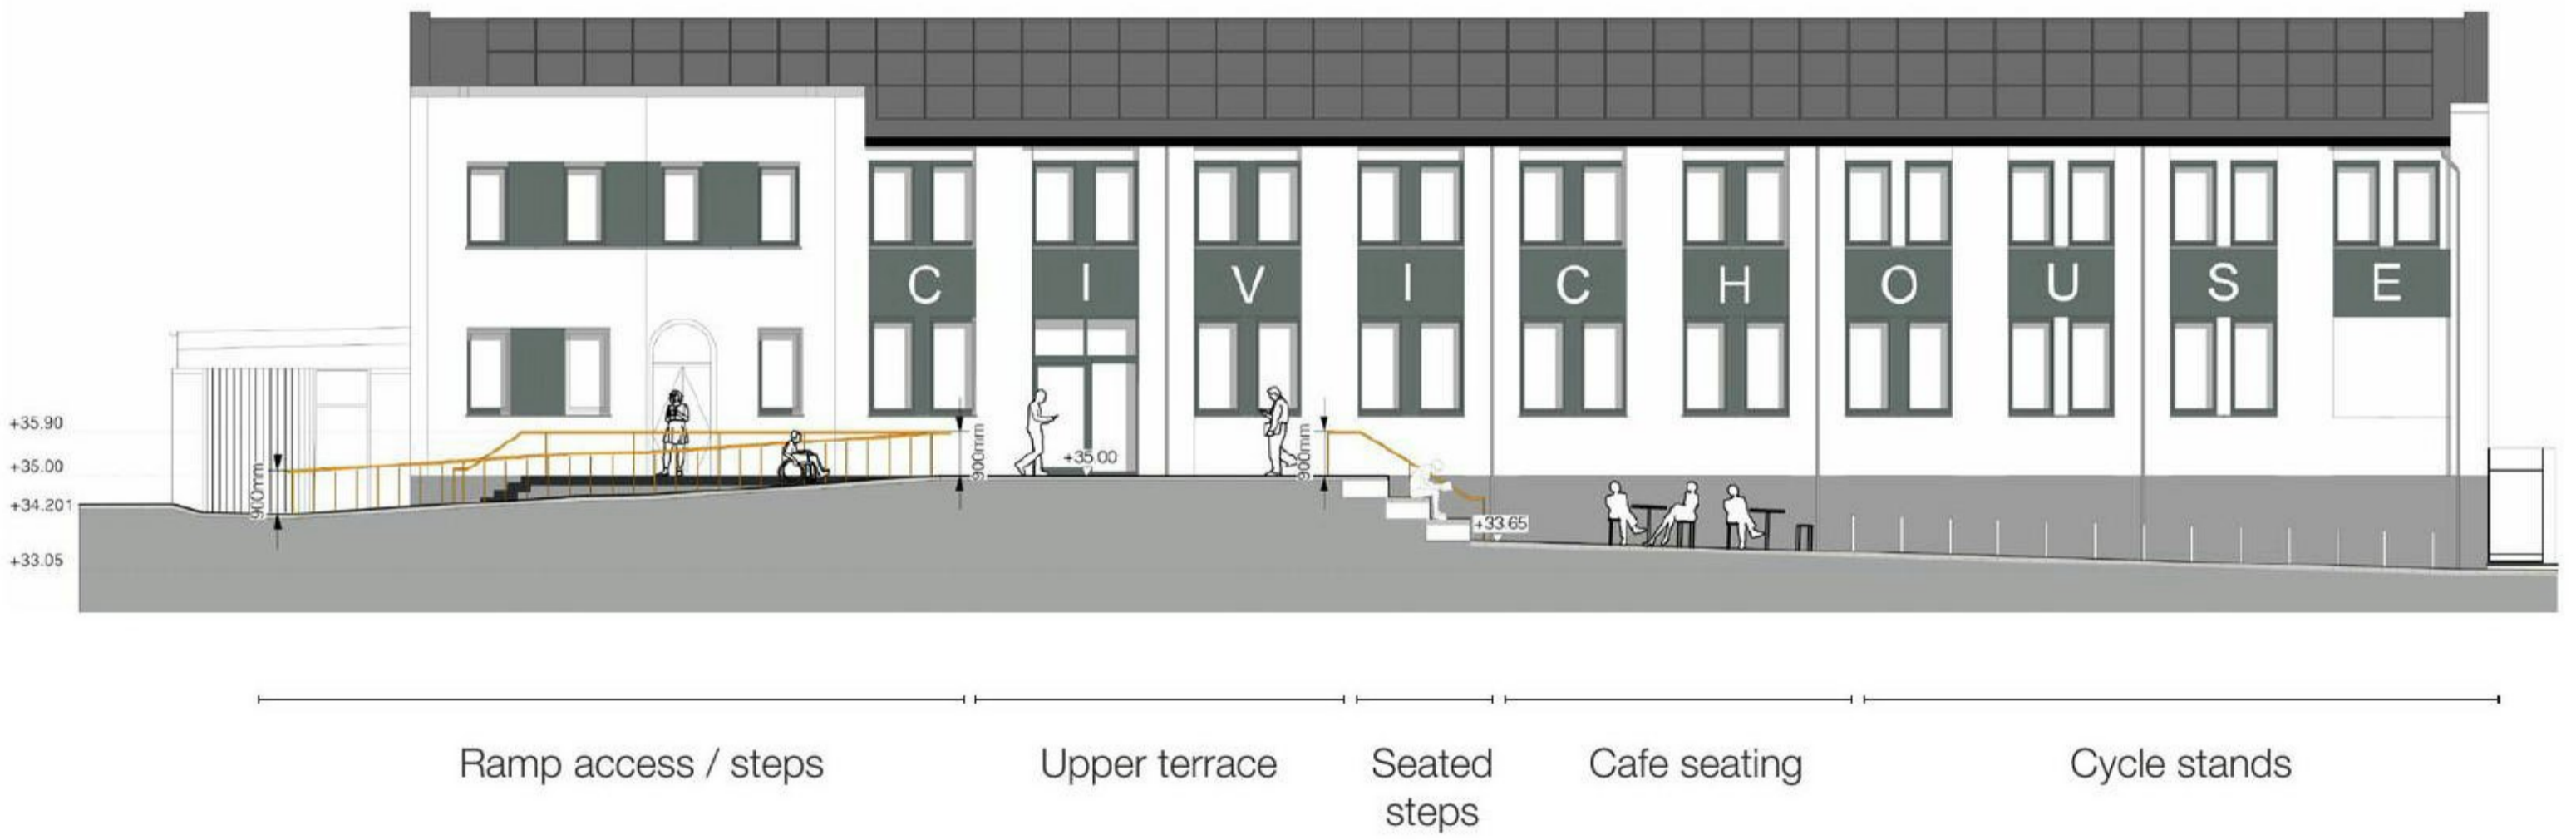 C I V I C H O U S E
+35.90
+35.00
+34.201
+33.05
900mm
900mm
+35.00
900mm
+33.65
Ramp access / steps
Upper terrace
Seated
steps
Cafe seating
Cycle stands